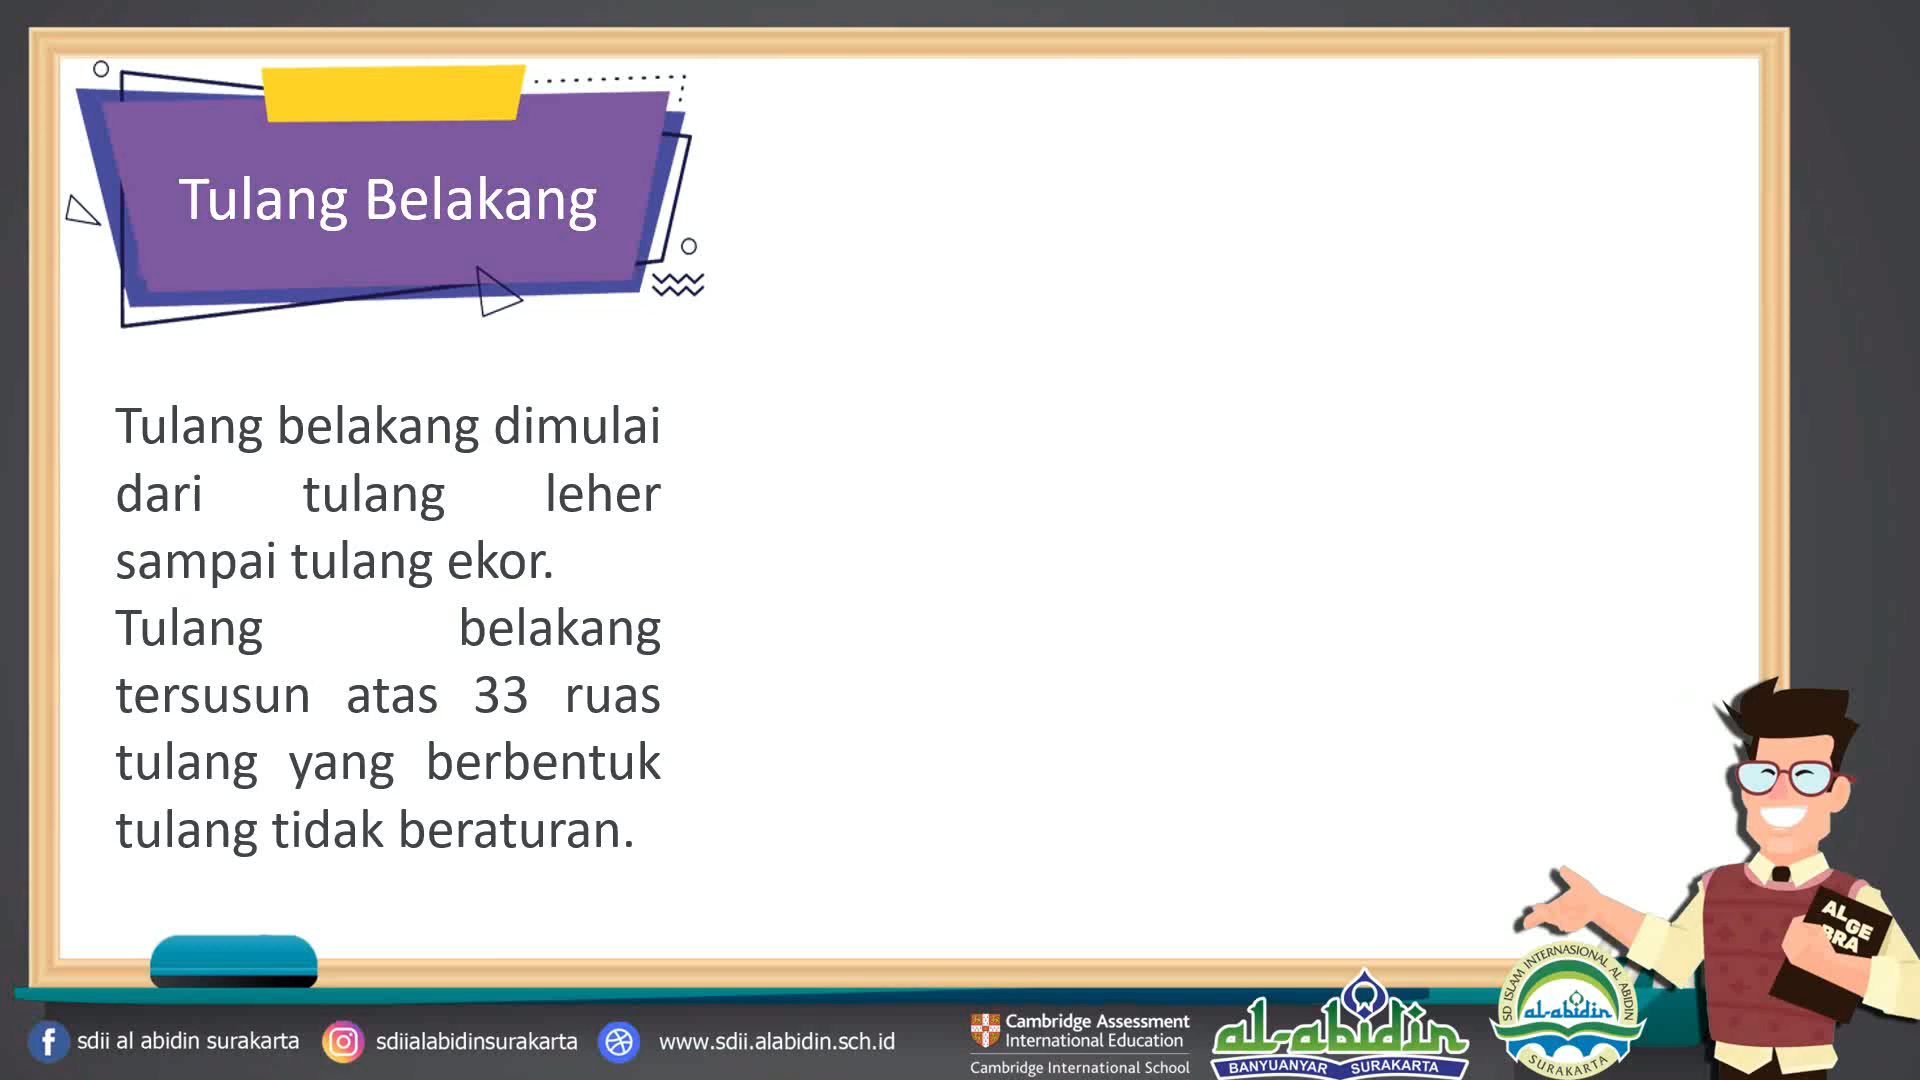 Tulang Belakang
Tulang belakang dimulai
dari tulang leher
sampai tulang ekor.
Tulang belakang
tersusun atas 33 ruas
tulang yang berbentuk
tulang tidak beraturan.
ALGE
BRA
sdii al abidin surakarta
sdiialabidinsurakarta
www.sdii.alabidin.sch.id
Cambridge Assessment
International Education
Cambridge International School
al-abidin
BANYUANYAR SURAKARTA
SD ISLAM INTERNASIONAL AL ABIDIN
al-abidin
SURAKARTA